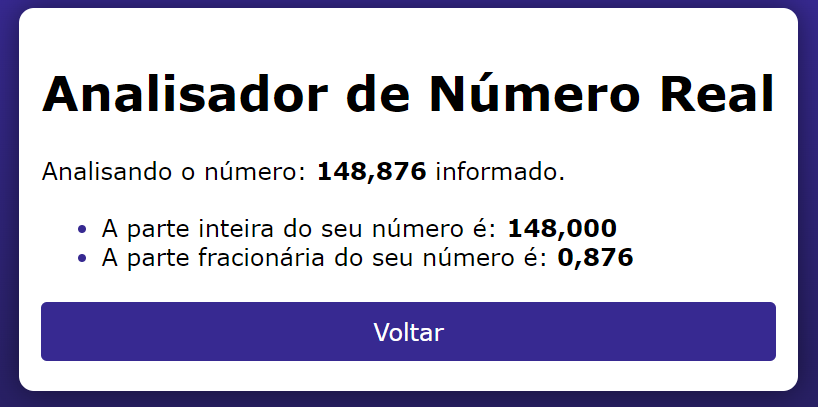 Analisador de Número Real
Analisando o número: 148,876 informado.
A parte inteira do seu número é: 148,000
A parte fracionária do seu número é: 0,876
Voltar